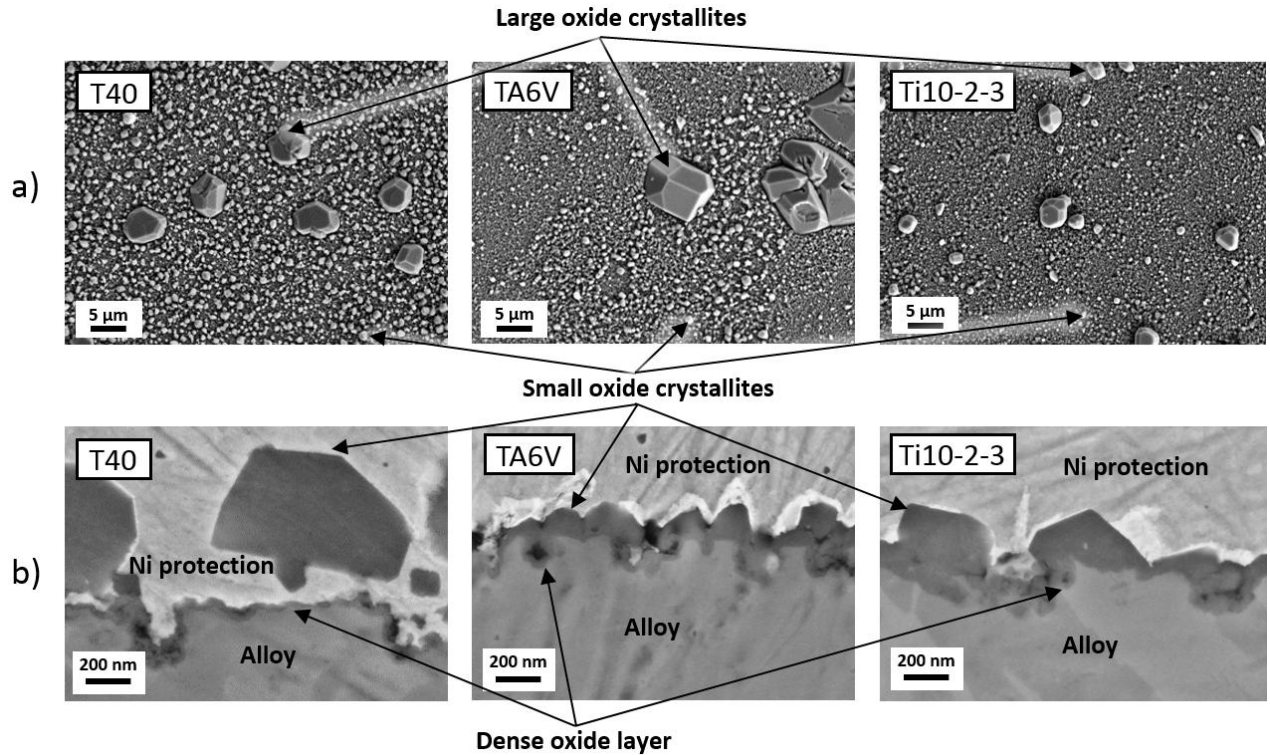 Large oxide crystallites
T40
TA6V
Ti10-2-3
a)
5 µm
5 µm
5 µm
Small oxide crystallites
T40
TA6V
Ti10-2-3
Ni protection
Ni protection
Ni protection
b)
Alloy
Alloy
Alloy
200 nm
200 nm
200 nm
Dense oxide layer